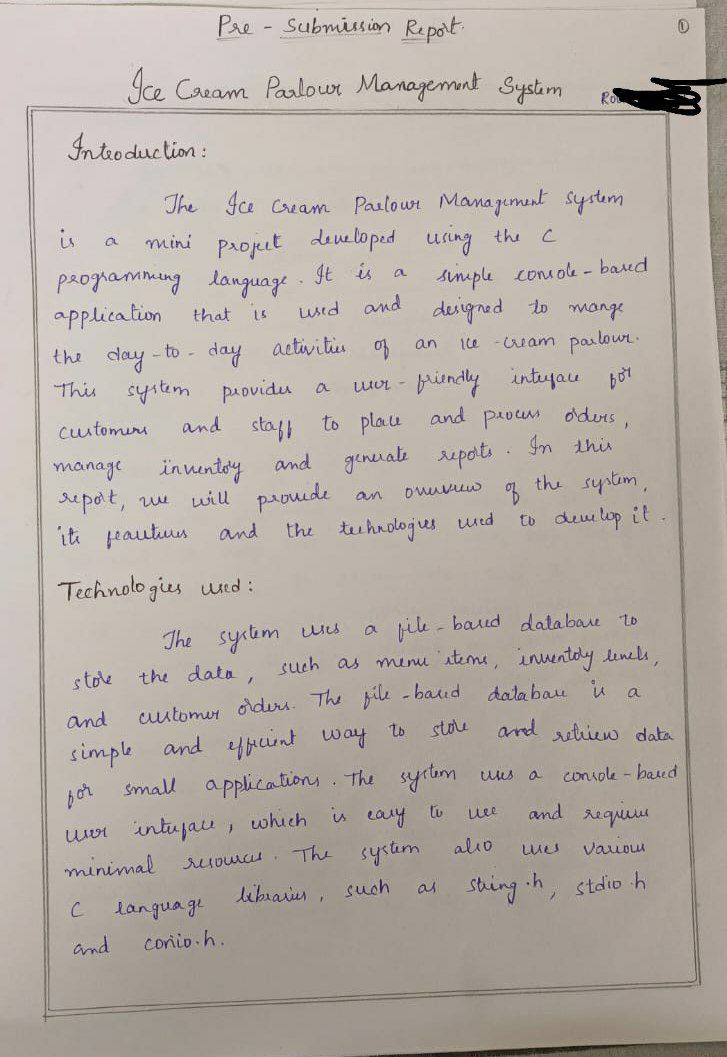 Pre - Submission Report.
1
Ice Cream Parlour Management System
Introduction:
The Ice Cream Parlour Management system
is a mini project developed using the C
programming language. It is a simple console-based
application that is used and designed to mange
the day-to-day activities of an ice-cream parlour.
This system provides a user-friendly interface for
customers and staff to place and process orders,
manage inventory and generate reports. In this
report, we will provide an overview of the system,
its feautures and the technologies used to develop it.
Technologies used:
The system uses a file-based database to
store the data, such as menu items, inventory levels,
and customer orders. The file-based database is a
simple and efficient way to store and retrieve data
for small applications. The system uses a console-based
user interface, which is easy to use and requires
minimal resources. The system also uses various
C language libraries, such as string.h, stdio.h
and conio.h.